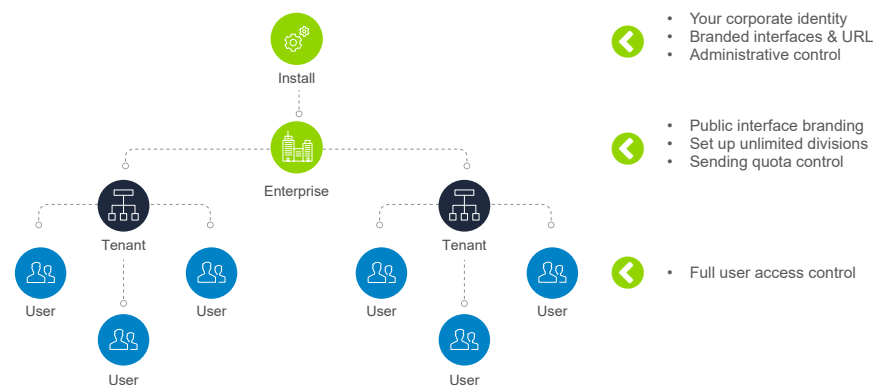 Install
• Your corporate identity
• Branded interfaces & URL
• Administrative control
Enterprise
• Public interface branding
• Set up unlimited divisions
• Sending quota control
Tenant
Tenant
User
User
User
User
• Full user access control
User
User